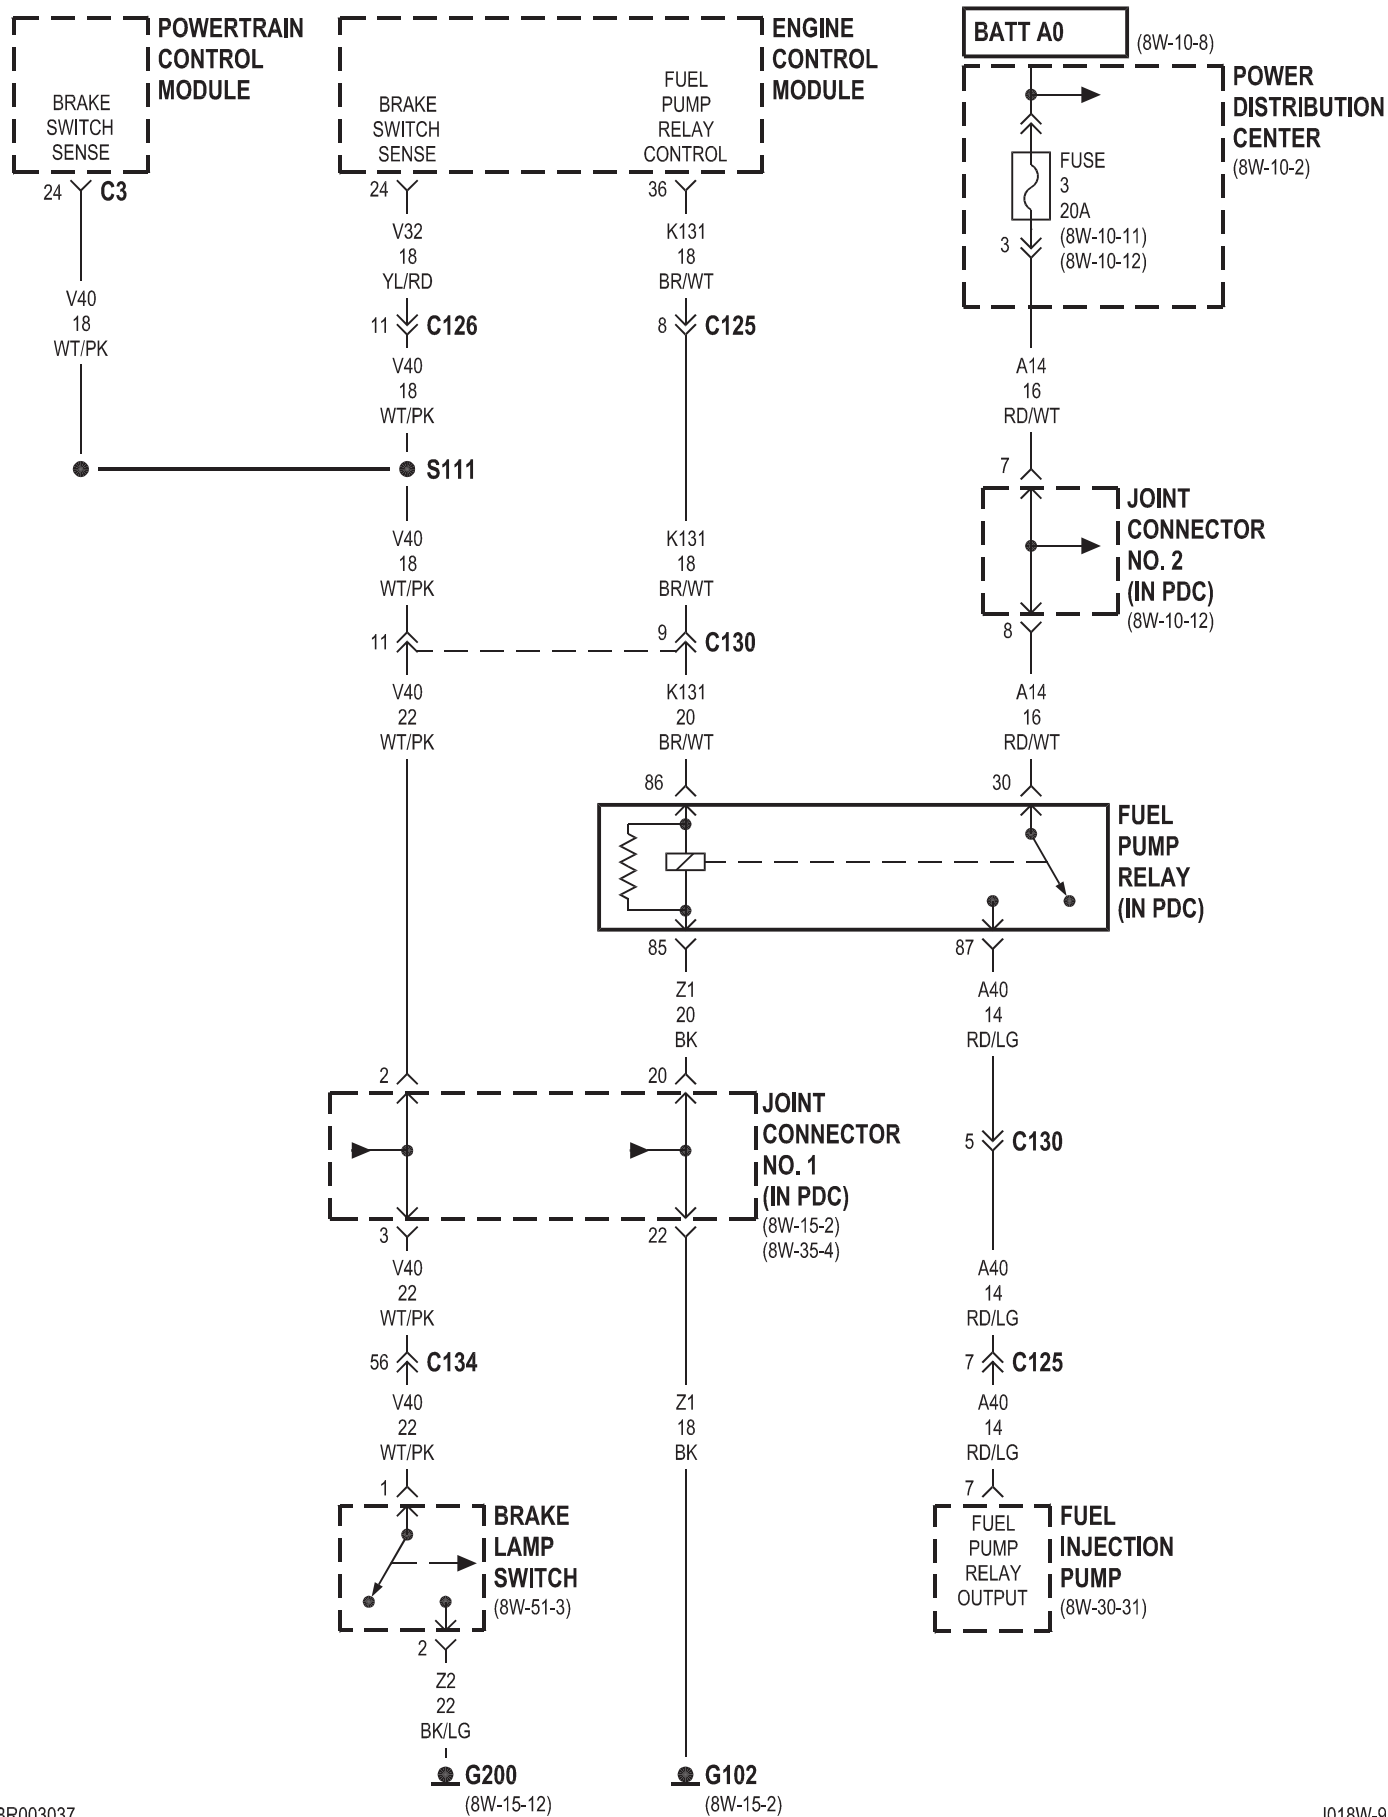 POWERTRAIN
CONTROL
MODULE
BRAKE
SWITCH
SENSE
24
C3
V40
18
WT/PK
ENGINE
CONTROL
MODULE
BRAKE
SWITCH
SENSE
FUEL
PUMP
RELAY
CONTROL
24
V32
18
YL/RD
11
C126
V40
18
WT/PK
S111
V40
18
WT/PK
11
V40
22
WT/PK
36
K131
18
BR/WT
8
C125
K131
18
BR/WT
9
C130
K131
20
BR/WT
86
BATT A0
(8W-10-8)
POWER
DISTRIBUTION
CENTER
(8W-10-2)
FUSE
3
20A
(8W-10-11)
(8W-10-12)
3
A14
16
RD/WT
7
JOINT
CONNECTOR
NO. 2
(IN PDC)
(8W-10-12)
8
A14
16
RD/WT
30
FUEL
PUMP
RELAY
(IN PDC)
85
Z1
20
BK
20
87
A40
14
RD/LG
5
C130
A40
14
RD/LG
7
C125
A40
14
RD/LG
7
2
JOINT
CONNECTOR
NO. 1
(IN PDC)
(8W-15-2)
(8W-35-4)
3
V40
22
WT/PK
56
C134
V40
22
WT/PK
1
22
Z1
18
BK
BRAKE
LAMP
SWITCH
(8W-51-3)
2
Z2
22
BK/LG
G200
(8W-15-12)
G102
(8W-15-2)
FUEL
PUMP
RELAY
OUTPUT
FUEL
INJECTION
PUMP
(8W-30-31)
R003037
J018W-9